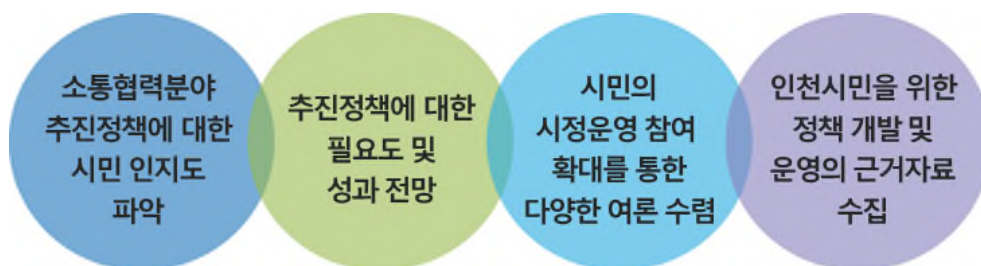 소통협력분야
추진정책에 대한
시민 인지도
파악
추진정책에 대한
필요도 및
성과 전망
시민의
시정운영 참여
확대를 통한
다양한 여론 수렴
인천시민을 위한
정책 개발 및
운영의 근거자료
수집